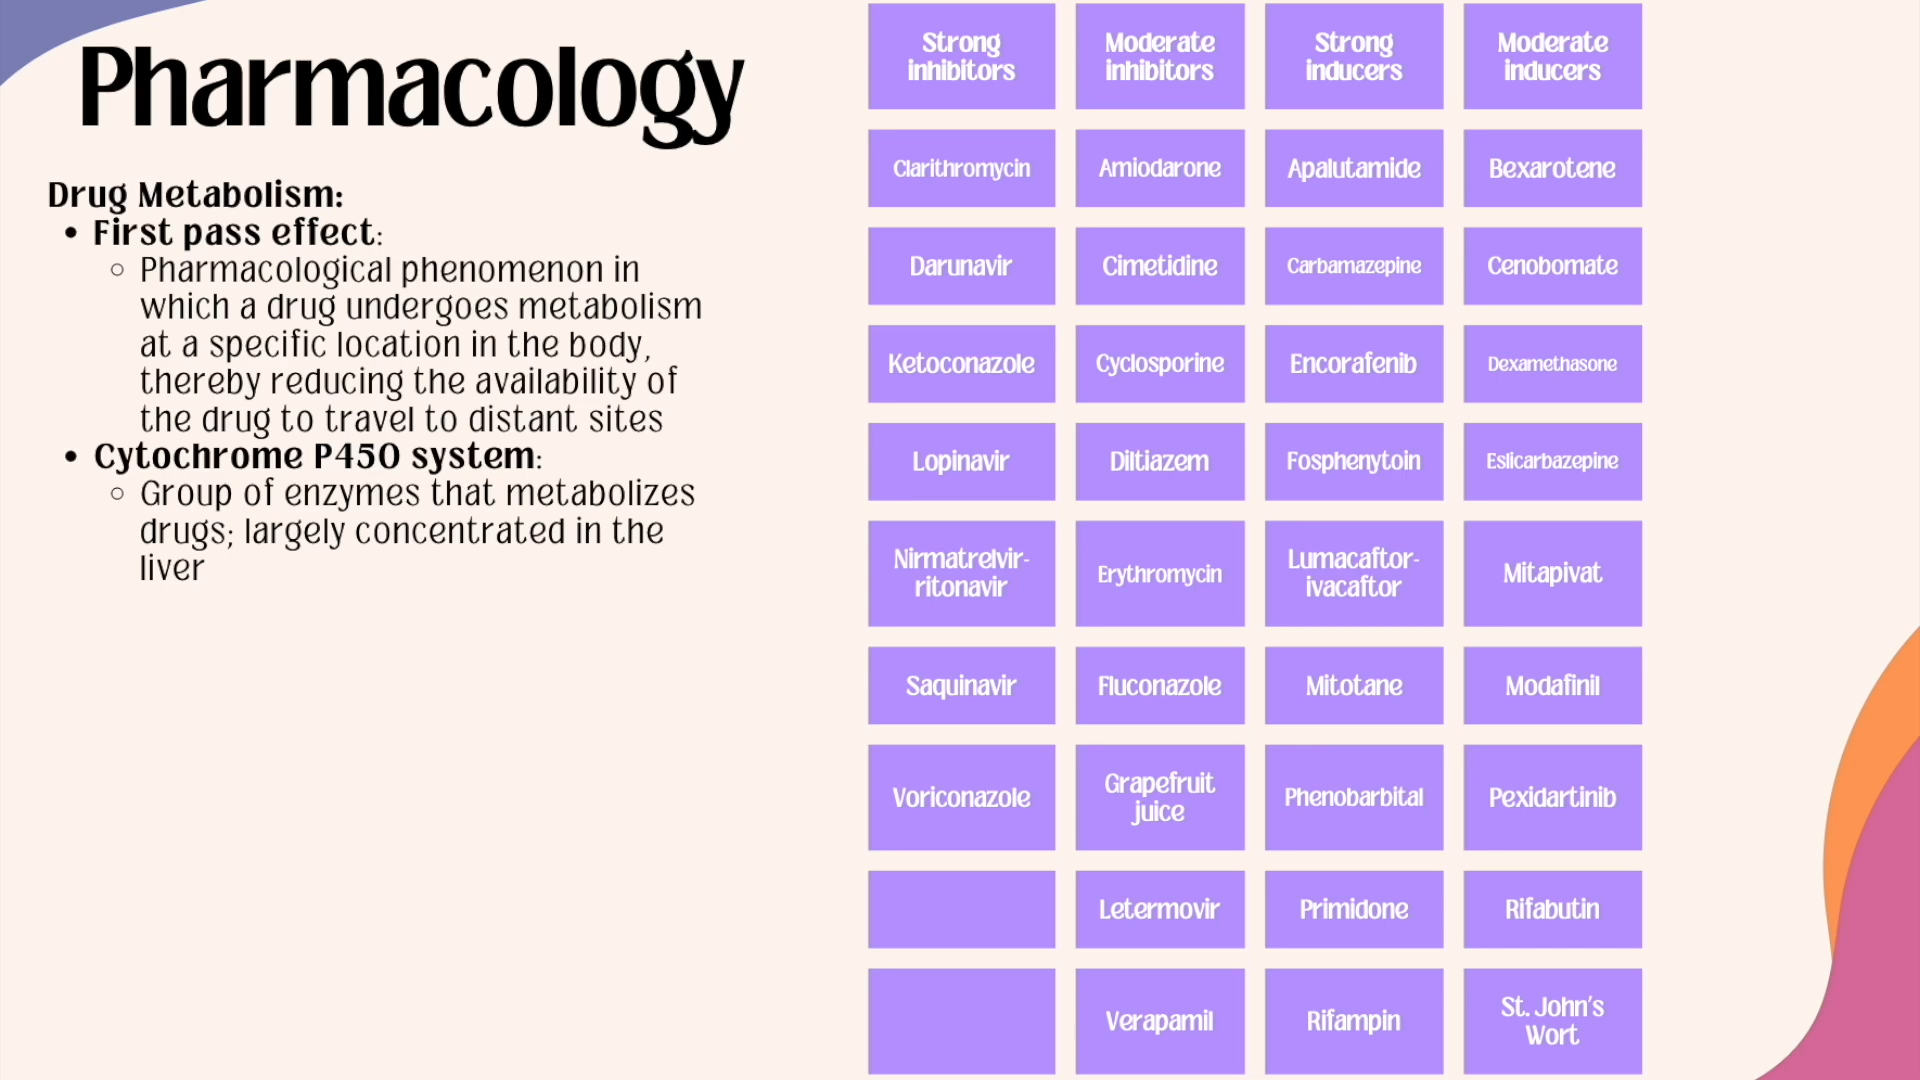 Pharmacology
Drug Metabolism:
• First pass effect:
○ Pharmacological phenomenon in
which a drug undergoes metabolism
at a specific location in the body,
thereby reducing the availability of
the drug to travel to distant sites
• Cytochrome P450 system:
○ Group of enzymes that metabolizes
drugs; largely concentrated in the
liver
Strong
inhibitors
Moderate
inhibitors
Strong
inducers
Moderate
inducers
Clarithromycin
Amiodarone
Apalutamide
Bexarotene
Darunavir
Cimetidine
Carbamazepine
Cenobomate
Ketoconazole
Cyclosporine
Encorafenib
Dexamethasone
Lopinavir
Diltiazem
Fosphenytoin
Eslicarbazepine
Nirmatrelvir-
ritonavir
Erythromycin
Lumacaftor-
ivacaftor
Mitapivat
Saquinavir
Fluconazole
Mitotane
Modafinil
Voriconazole
Grapefruit
juice
Phenobarbital
Pexidartinib
Letermovir
Primidone
Rifabutin
Verapamil
Rifampin
St. John's
Wort